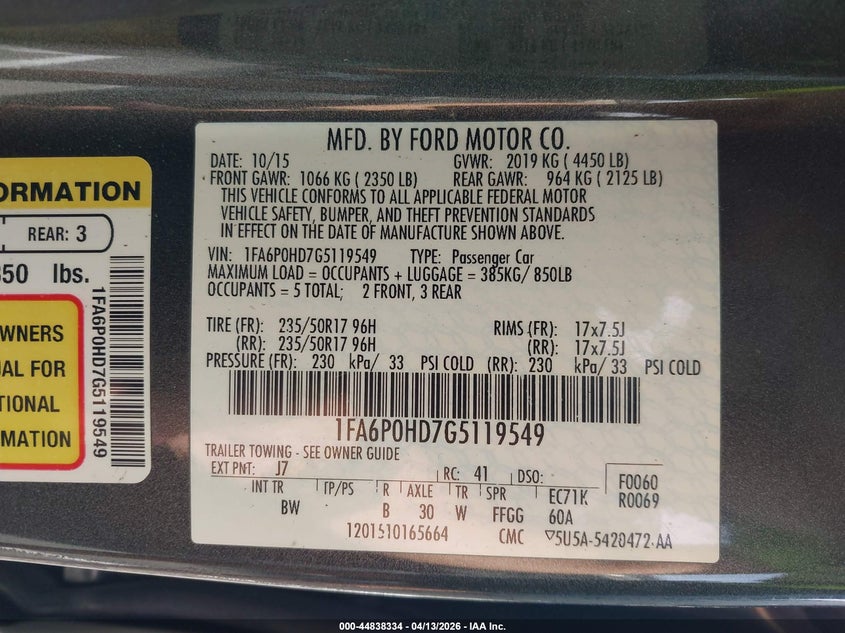 MFD. BY FORD MOTOR CO.
DATE: 10/15 GVWR: 2019 KG ( 4450 LB)
FRONT GAWR: 1066 KG ( 2350 LB) REAR GAWR: 964 KG ( 2125 LB)
THIS VEHICLE CONFORMS TO ALL APPLICABLE FEDERAL MOTOR
VEHICLE SAFETY, BUMPER, AND THEFT PREVENTION STANDARDS
IN EFFECT ON THE DATE OF MANUFACTURE SHOWN ABOVE.
VIN: 1FA6P0HD7G5119549 TYPE: Passenger Car
MAXIMUM LOAD = OCCUPANTS + LUGGAGE = 385KG/ 850LB
OCCUPANTS = 5 TOTAL; 2 FRONT, 3 REAR
TIRE (FR): 235/50R17 96H RIMS (FR): 17x7.5J
(RR): 235/50R17 96H (RR): 17x7.5J
PRESSURE (FR): 230 kPa/ 33 PSI COLD (RR): 230 kPa/ 33 PSI COLD
1FA6P0HD7G5119549
TRAILER TOWING - SEE OWNER GUIDE
EXT PNT: J7 RC: 41 DSO: F0060
R0069
INT TR TP/PS R AXLE TR SPR EC71K
BW B 30 W FFGG 60A
1201510165664 CMC 5U5A-5420472-AA
ORMATION
REAR: 3
850 lbs.
WNERS
UAL FOR
TIONAL
RMATION
1FA6P0HD7G5119549
000-44838334 - 04/13/2026 - IAA Inc.